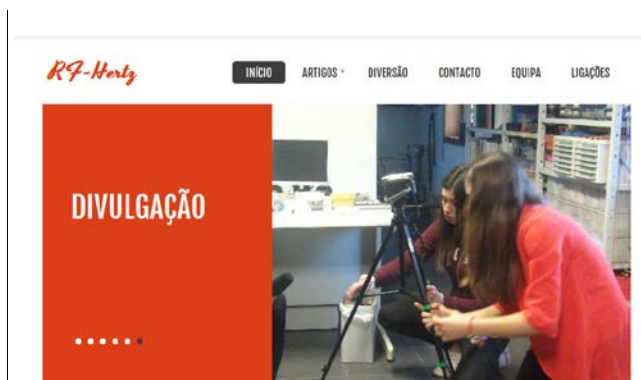 RF-Hertz
INÍCIO ARTIGOS DIVERSÃO CONTACTO EQUIPA LIGAÇÕES
DIVULGAÇÃO